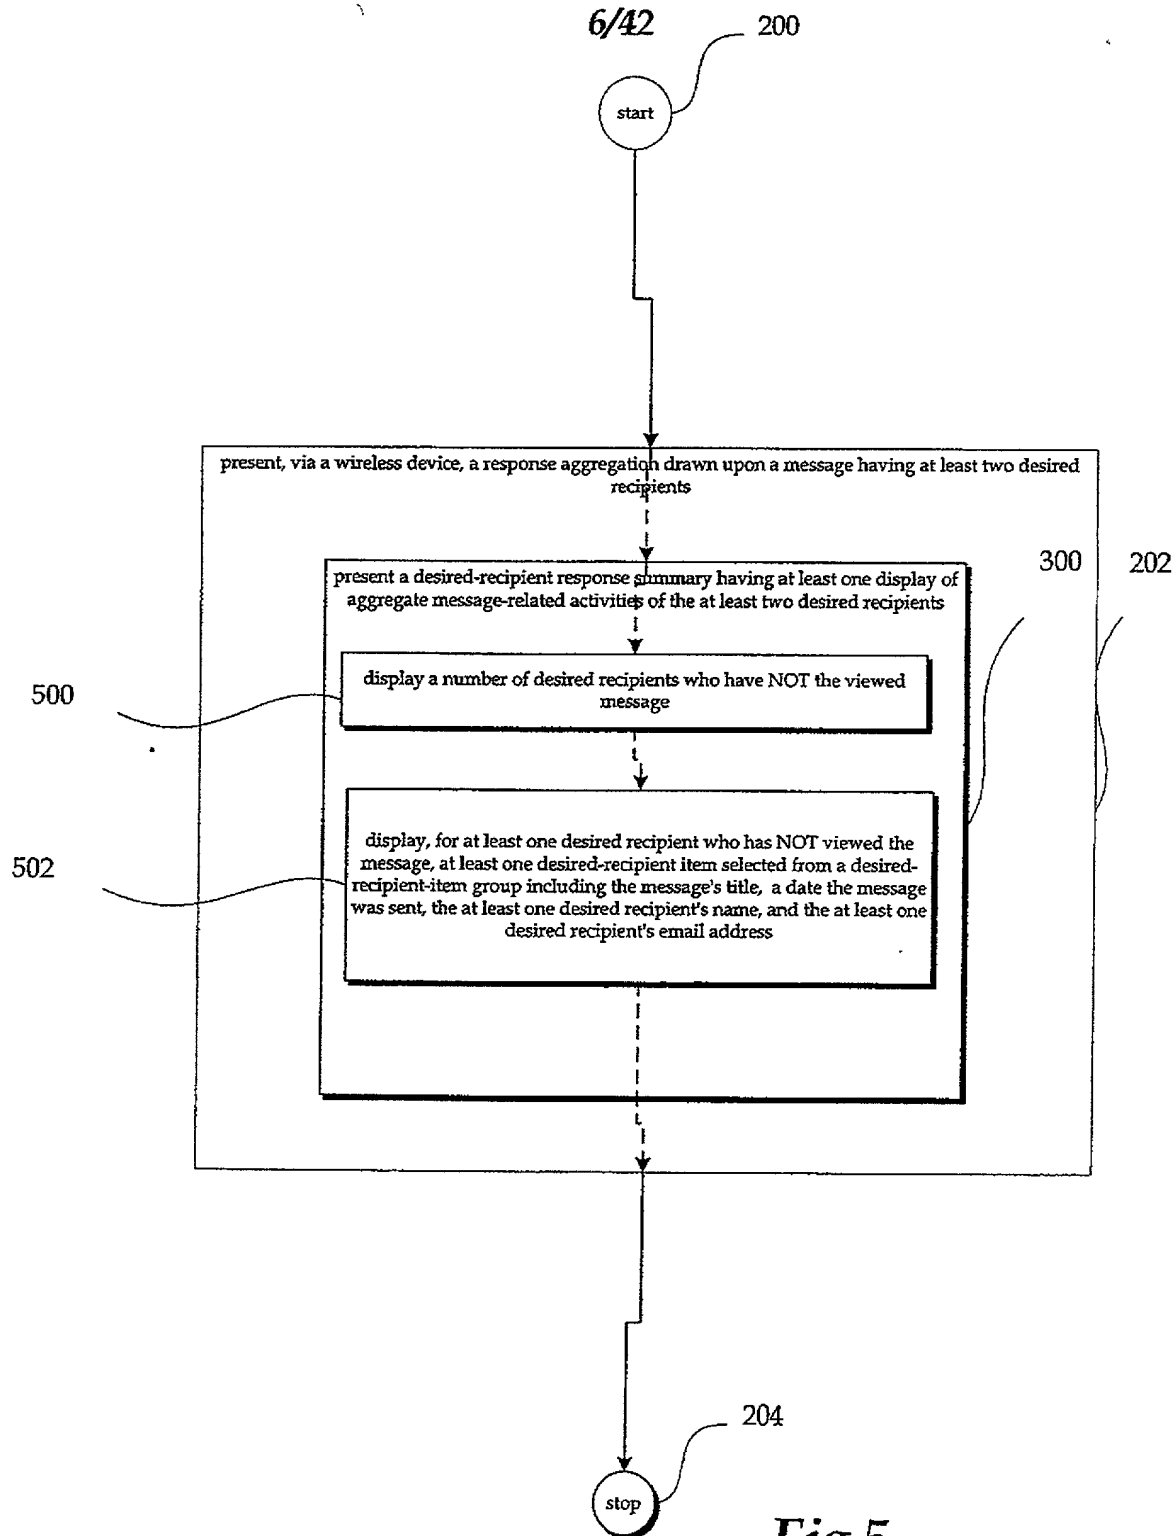 6/42
200
start
present, via a wireless device, a response aggregation drawn upon a message having at least two desired
recipients
300
202
present a desired-recipient response summary having at least one display of
aggregate message-related activities of the at least two desired recipients
500
display a number of desired recipients who have NOT the viewed
message
502
display, for at least one desired recipient who has NOT viewed the
message, at least one desired-recipient item selected from a desired-
recipient-item group including the message's title, a date the message
was sent, the at least one desired recipient's name, and the at least one
desired recipient's email address
204
stop
Fig 5